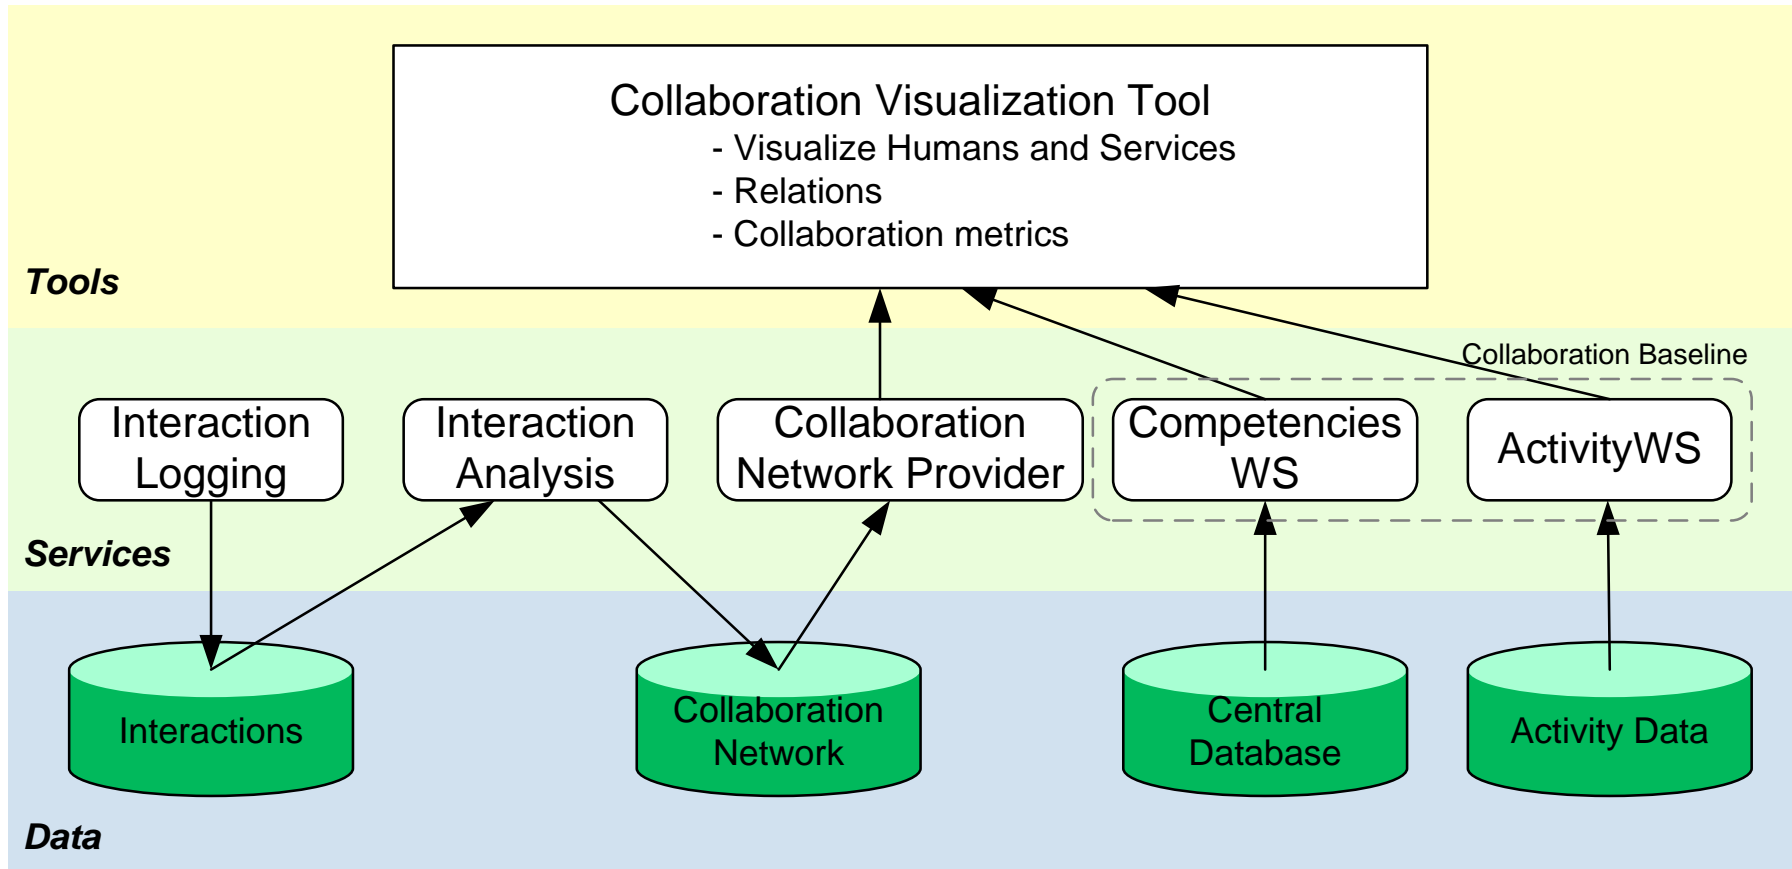 Collaboration Visualization Tool
- Visualize Humans and Services
- Relations
- Collaboration metrics
Tools
Collaboration Baseline
Interaction
Logging
Interaction
Analysis
Collaboration
Network Provider
Competencies
WS
ActivityWS
Services
Interactions
Collaboration
Network
Central
Database
Activity Data
Data